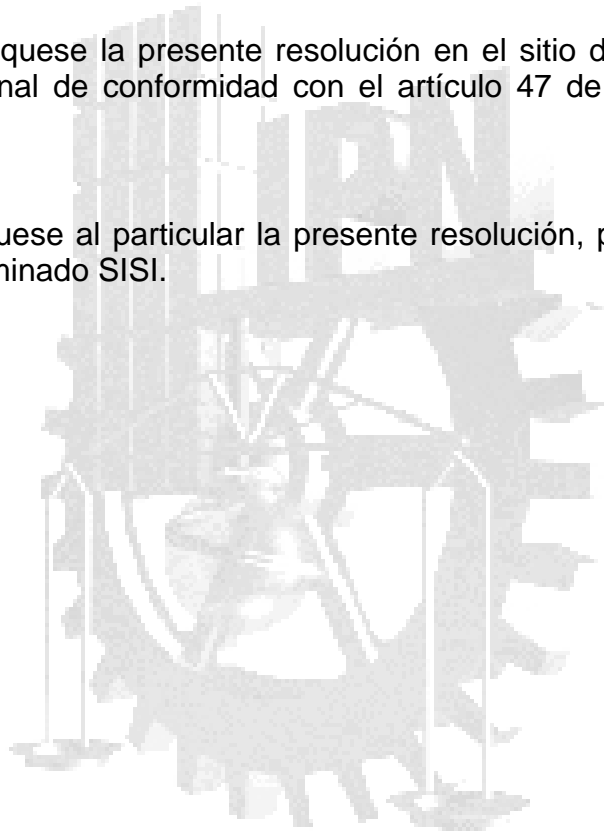 quese la presente resolución en el sitio d
nal de conformidad con el artículo 47 de
IPN
uese al particular la presente resolución, p
minado SISI.